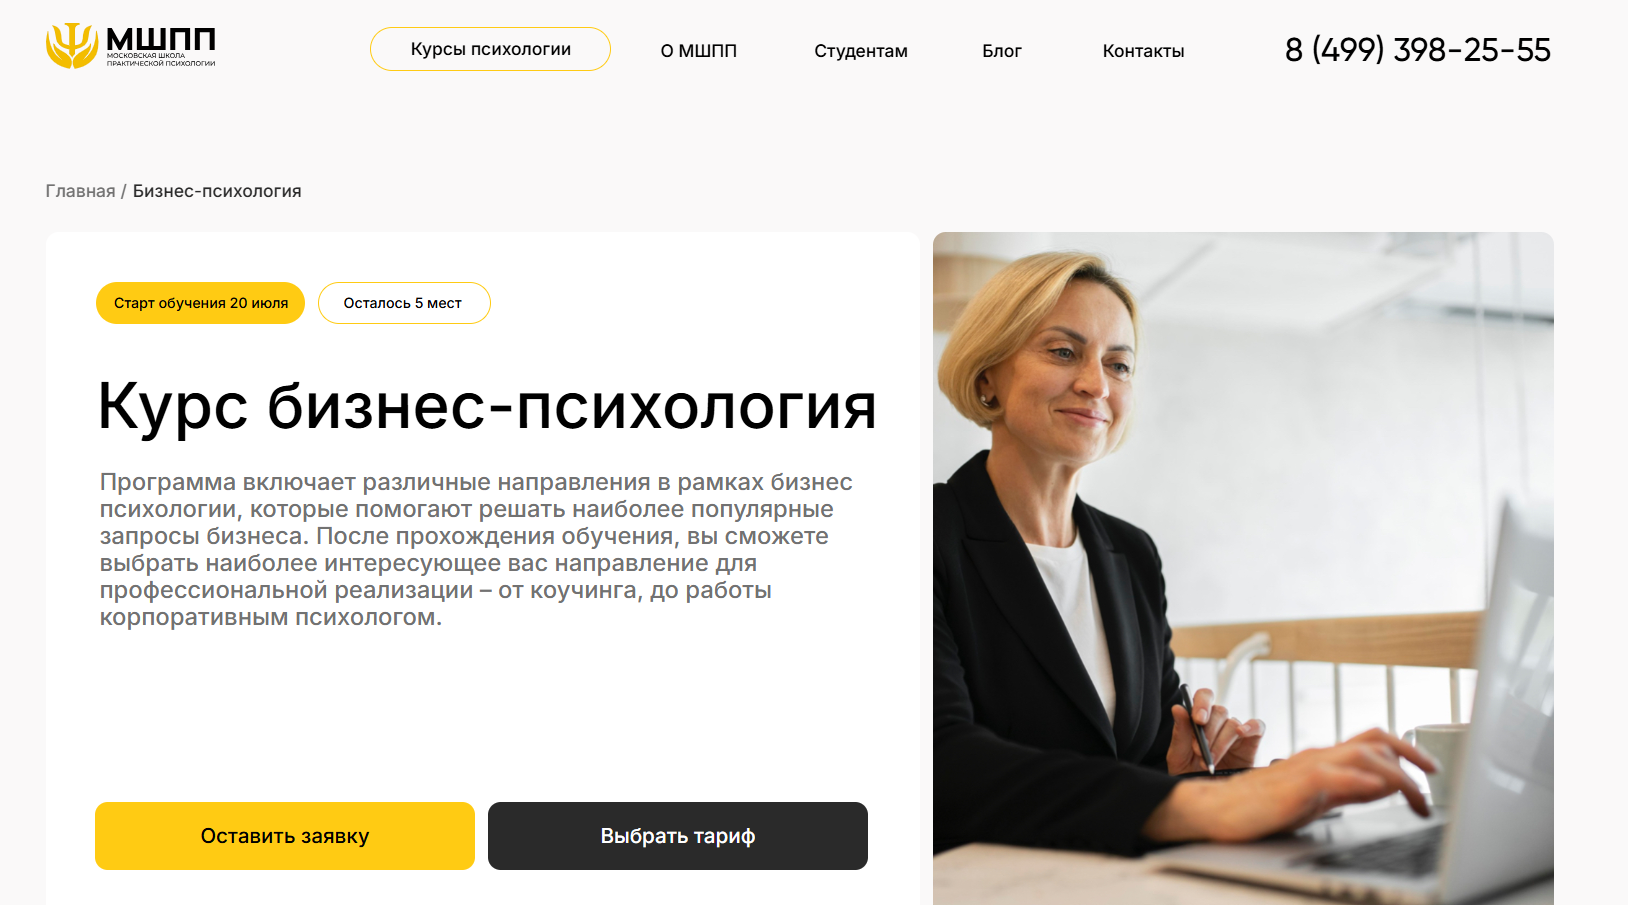 МШПП
МОСКОВСКАЯ ШКОЛА
ПРАКТИЧЕСКОЙ ПСИХОЛОГИИ
Курсы психологии
О МШПП
Студентам
Блог
Контакты
8 (499) 398-25-55
Главная / Бизнес-психология
Старт обучения 20 июля
Осталось 5 мест
Курс бизнес-психология
Программа включает различные направления в рамках бизнес
психологии, которые помогают решать наиболее популярные
запросы бизнеса. После прохождения обучения, вы сможете
выбрать наиболее интересующее вас направление для
профессиональной реализации – от коучинга, до работы
корпоративным психологом.
Оставить заявку
Выбрать тариф